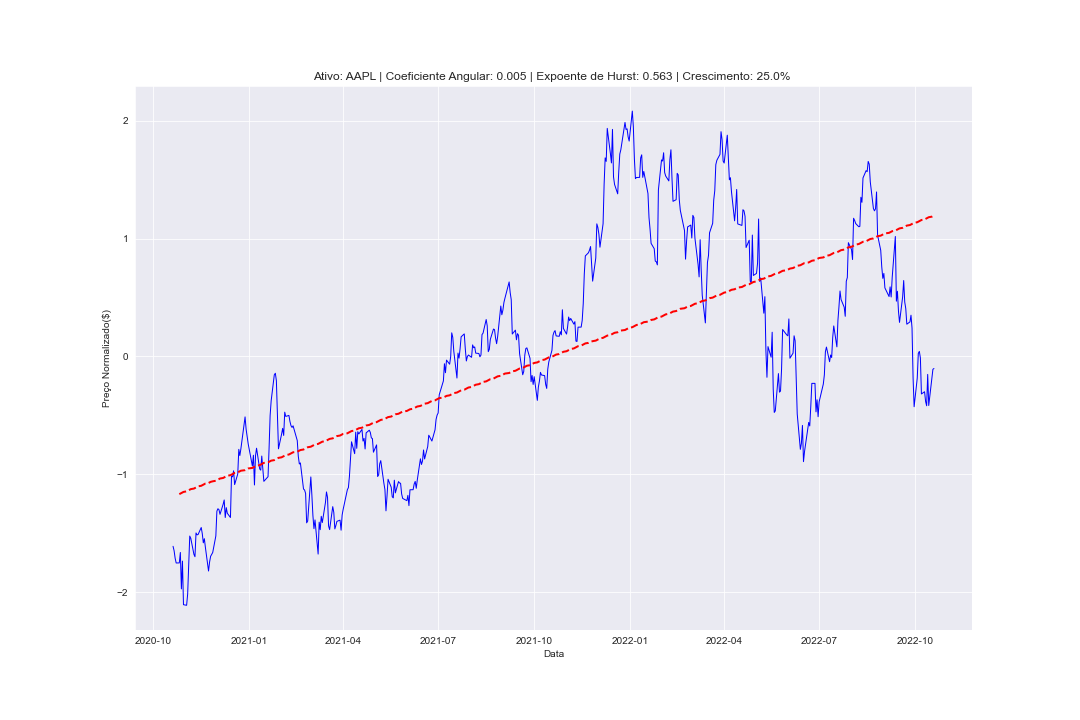 Ativo: AAPL | Coeficiente Angular: 0.005 | Expoente de Hurst: 0.563 | Crescimento: 25.0%
Preço Normalizado($)
2
1
0
−1
−2
2020-10 2021-01 2021-04 2021-07 2021-10 2022-01 2022-04 2022-07 2022-10
Data